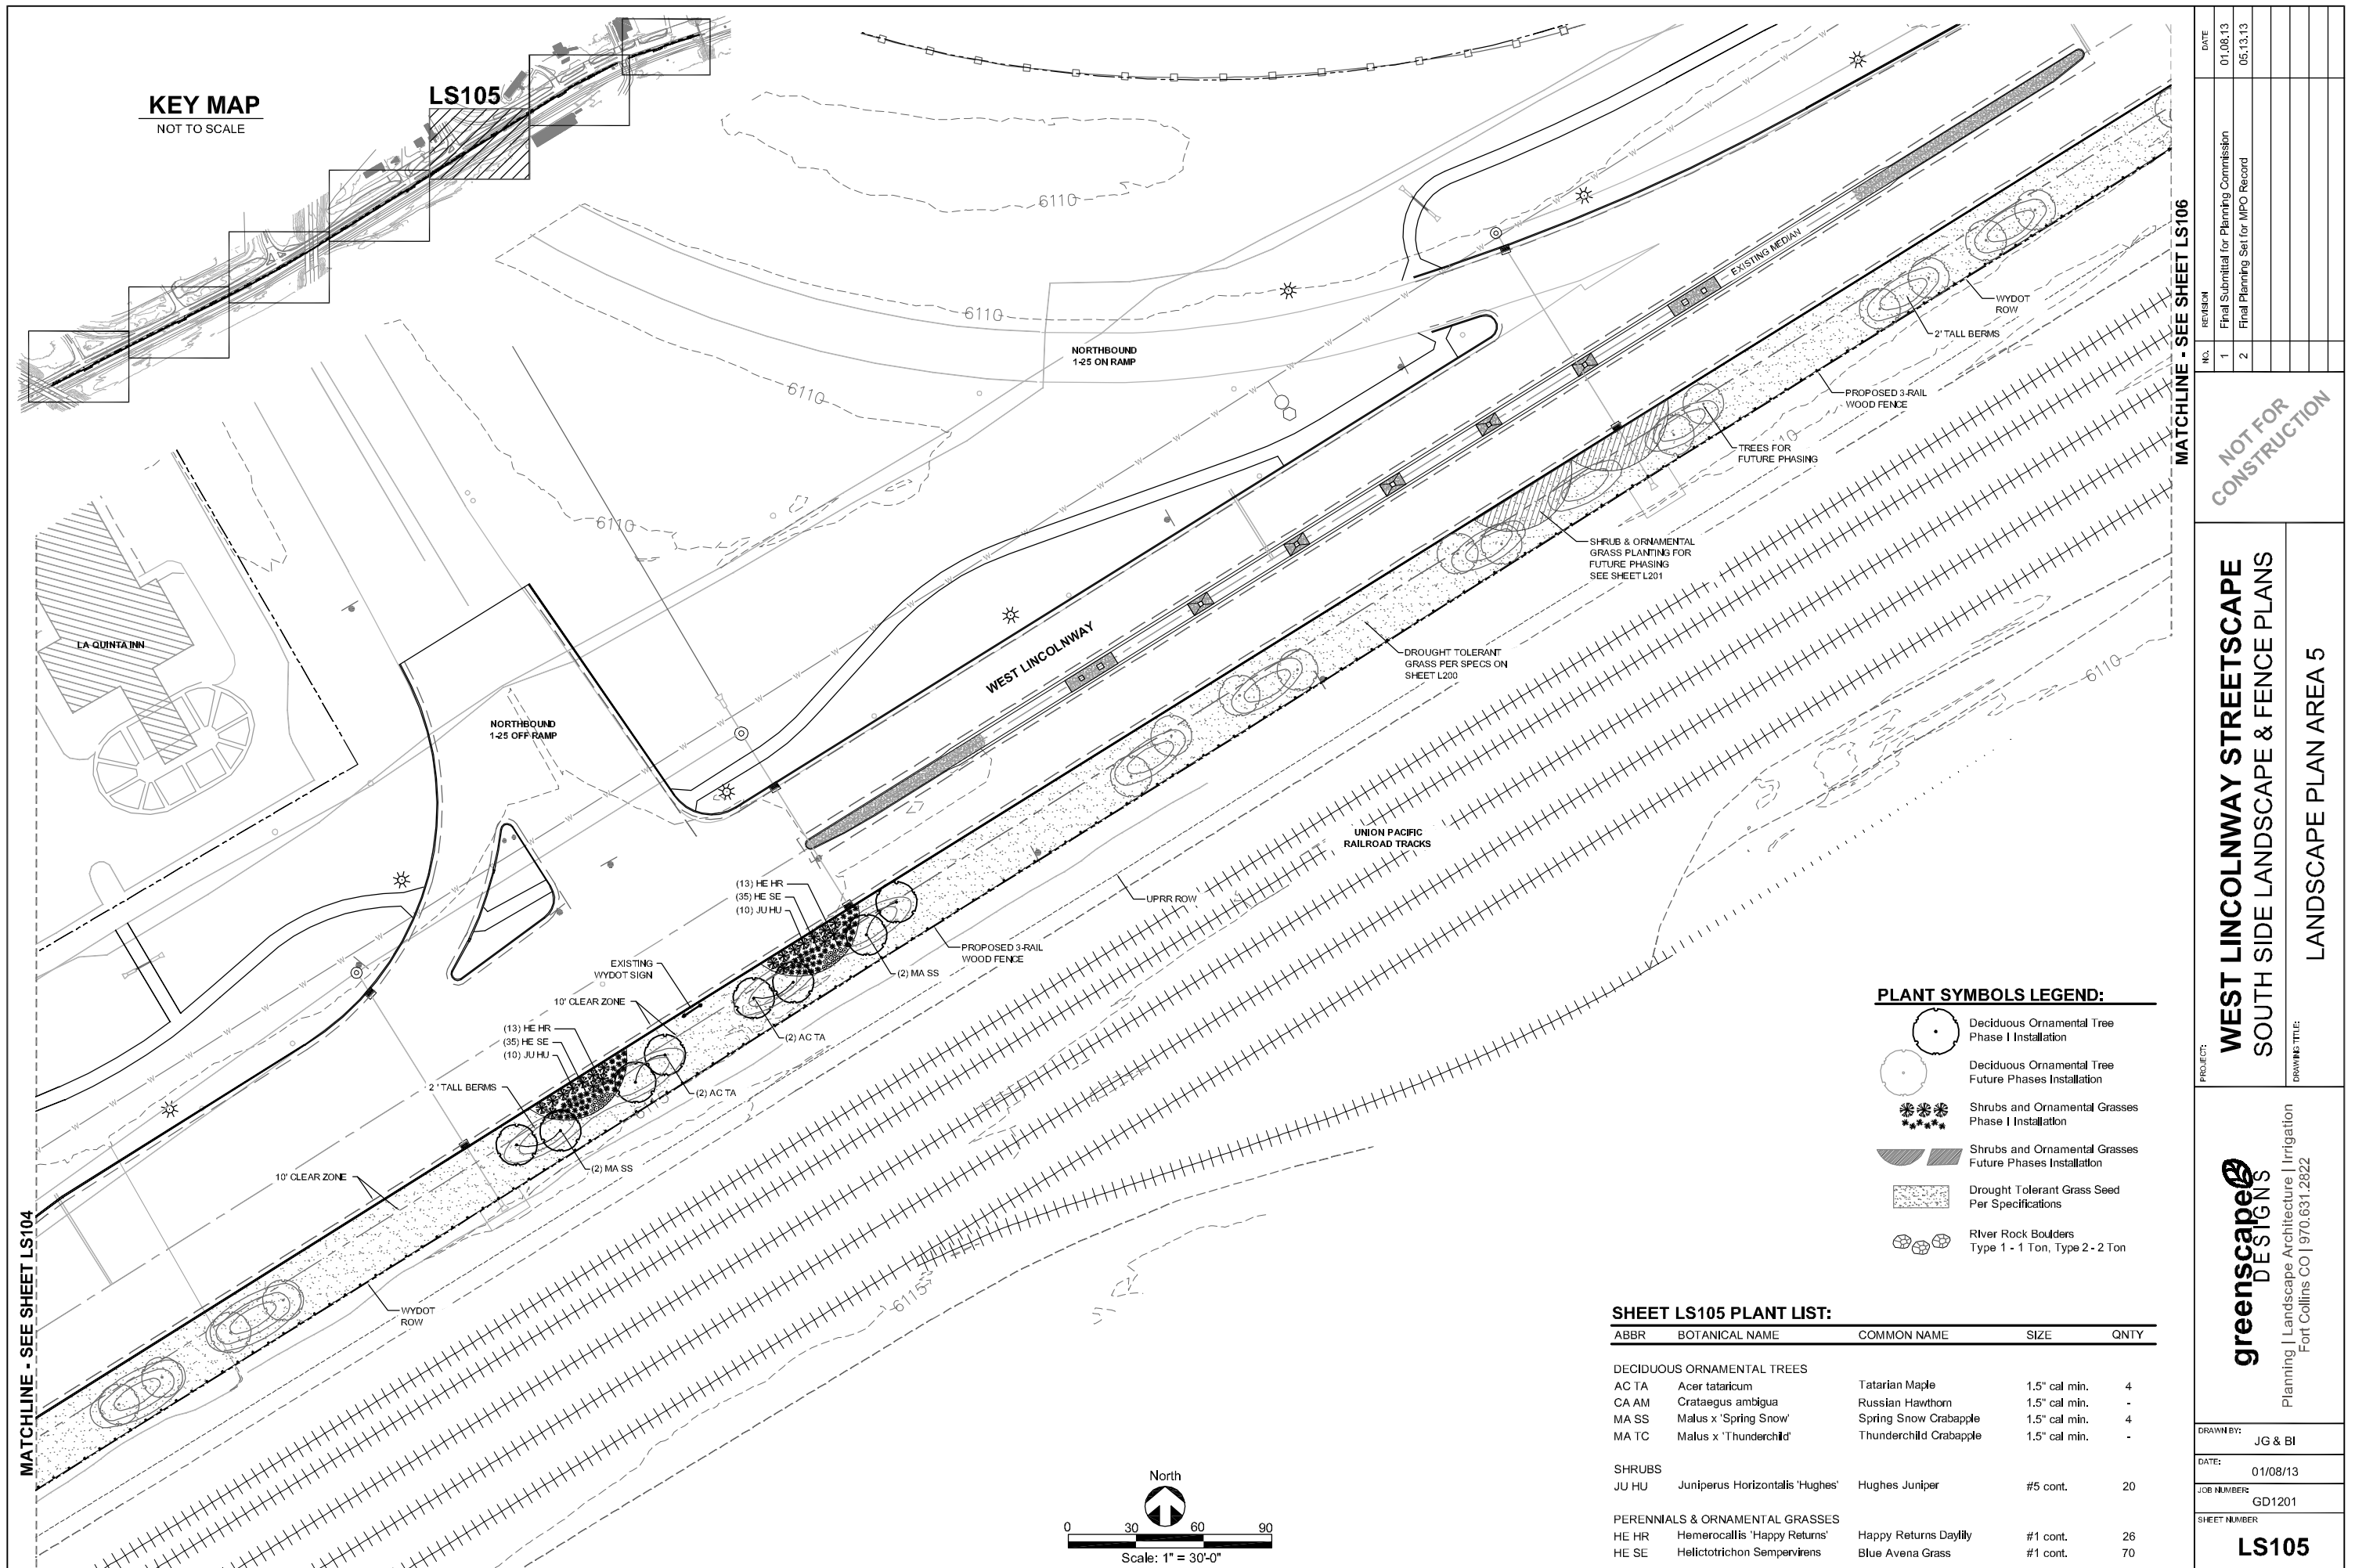 KEY MAP
NOT TO SCALE
LS105
6110
6110
6110
6110
6110
6110
6115
NORTHBOUND
1-25 ON RAMP
EXISTING MEDIAN
WYDOT
ROW
2' TALL BERMS
PROPOSED 3-RAIL
WOOD FENCE
TREES FOR
FUTURE PHASING
SHRUB & ORNAMENTAL
GRASS PLANTING FOR
FUTURE PHASING
SEE SHEET L201
DROUGHT TOLERANT
GRASS PER SPECS ON
SHEET L200
LA QUINTA INN
WEST LINCOLNWAY
NORTHBOUND
1-25 OFF RAMP
UNION PACIFIC
RAILROAD TRACKS
UPRR ROW
(13) HE HR
(35) HE SE
(10) JU HU
PROPOSED 3-RAIL
WOOD FENCE
(2) MA SS
EXISTING
WYDOT SIGN
10' CLEAR ZONE
(2) AC TA
(13) HE HR
(35) HE SE
(10) JU HU
2 ' TALL BERMS
(2) AC TA
(2) MA SS
10' CLEAR ZONE
WYDOT
ROW
MATCHLINE - SEE SHEET LS104
MATCHLINE - SEE SHEET LS106
PLANT SYMBOLS LEGEND:
Deciduous Ornamental Tree
Phase I Installation
Deciduous Ornamental Tree
Future Phases Installation
Shrubs and Ornamental Grasses
Phase I Installation
Shrubs and Ornamental Grasses
Future Phases Installation
Drought Tolerant Grass Seed
Per Specifications
River Rock Boulders
Type 1 - 1 Ton, Type 2 - 2 Ton
SHEET LS105 PLANT LIST:
ABBR BOTANICAL NAME COMMON NAME SIZE QNTY
DECIDUOUS ORNAMENTAL TREES
AC TA Acer tataricum Tatarian Maple 1.5" cal min. 4
CA AM Crataegus ambigua Russian Hawthorn 1.5" cal min. -
MA SS Malus x 'Spring Snow' Spring Snow Crabapple 1.5" cal min. 4
MA TC Malus x 'Thunderchild' Thunderchild Crabapple 1.5" cal min. -
SHRUBS
JU HU Juniperus Horizontalis 'Hughes' Hughes Juniper #5 cont. 20
PERENNIALS & ORNAMENTAL GRASSES
HE HR Hemerocallis 'Happy Returns' Happy Returns Daylily #1 cont. 26
HE SE Helictotrichon Sempervirens Blue Avena Grass #1 cont. 70
North
0 30 60 90
Scale: 1" = 30'-0"
NO. REVISION DATE
1 Final Submittal for Planning Commission 01.08.13
2 Final Planning Set for MPO Record 05.13.13
NOT FOR
CONSTRUCTION
PROJECT:
WEST LINCOLNWAY STREETSCAPE
SOUTH SIDE LANDSCAPE & FENCE PLANS
DRAWING TITLE:
LANDSCAPE PLAN AREA 5
greenscape
DESIGNS
Planning | Landscape Architecture | Irrigation
Fort Collins CO | 970.631.2822
DRAWN BY:
JG & BI
DATE:
01/08/13
JOB NUMBER:
GD1201
SHEET NUMBER
LS105